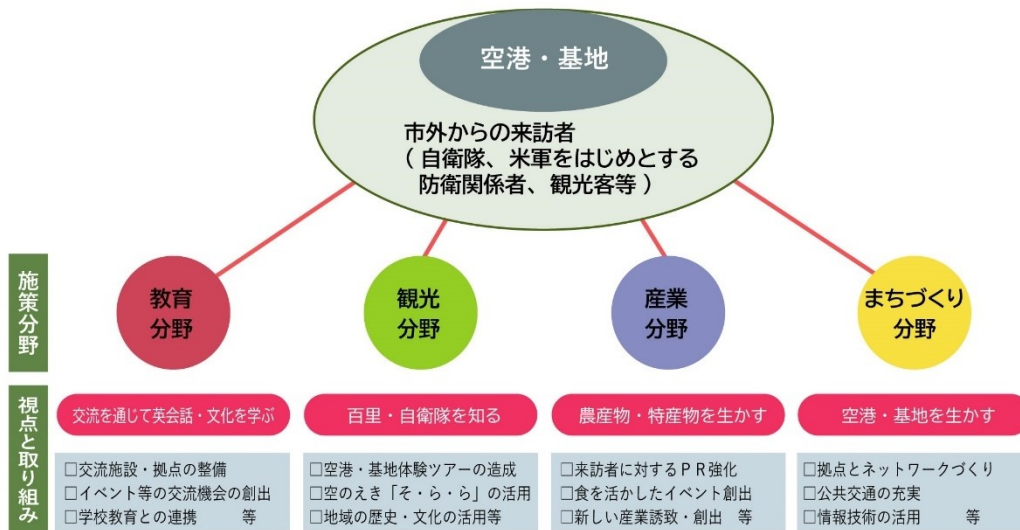 空港・基地
市外からの来訪者
( 自衛隊、米軍をはじめとする
防衛関係者、観光客等 )
施策分野
教育
分野
観光
分野
産業
分野
まちづくり
分野
視点と取り組み
交流を通じて英会話・文化を学ぶ
□交流施設・拠点の整備
□イベント等の交流機会の創出
□学校教育との連携　　等
百里・自衛隊を知る
□空港・基地体験ツアーの造成
□空のえき「そ・ら・ら」の活用
□地域の歴史・文化の活用等
農産物・特産物を生かす
□来訪者に対するＰＲ強化
□食を活かしたイベント創出
□新しい産業誘致・創出　等
空港・基地を生かす
□拠点とネットワークづくり
□公共交通の充実
□情報技術の活用　　等